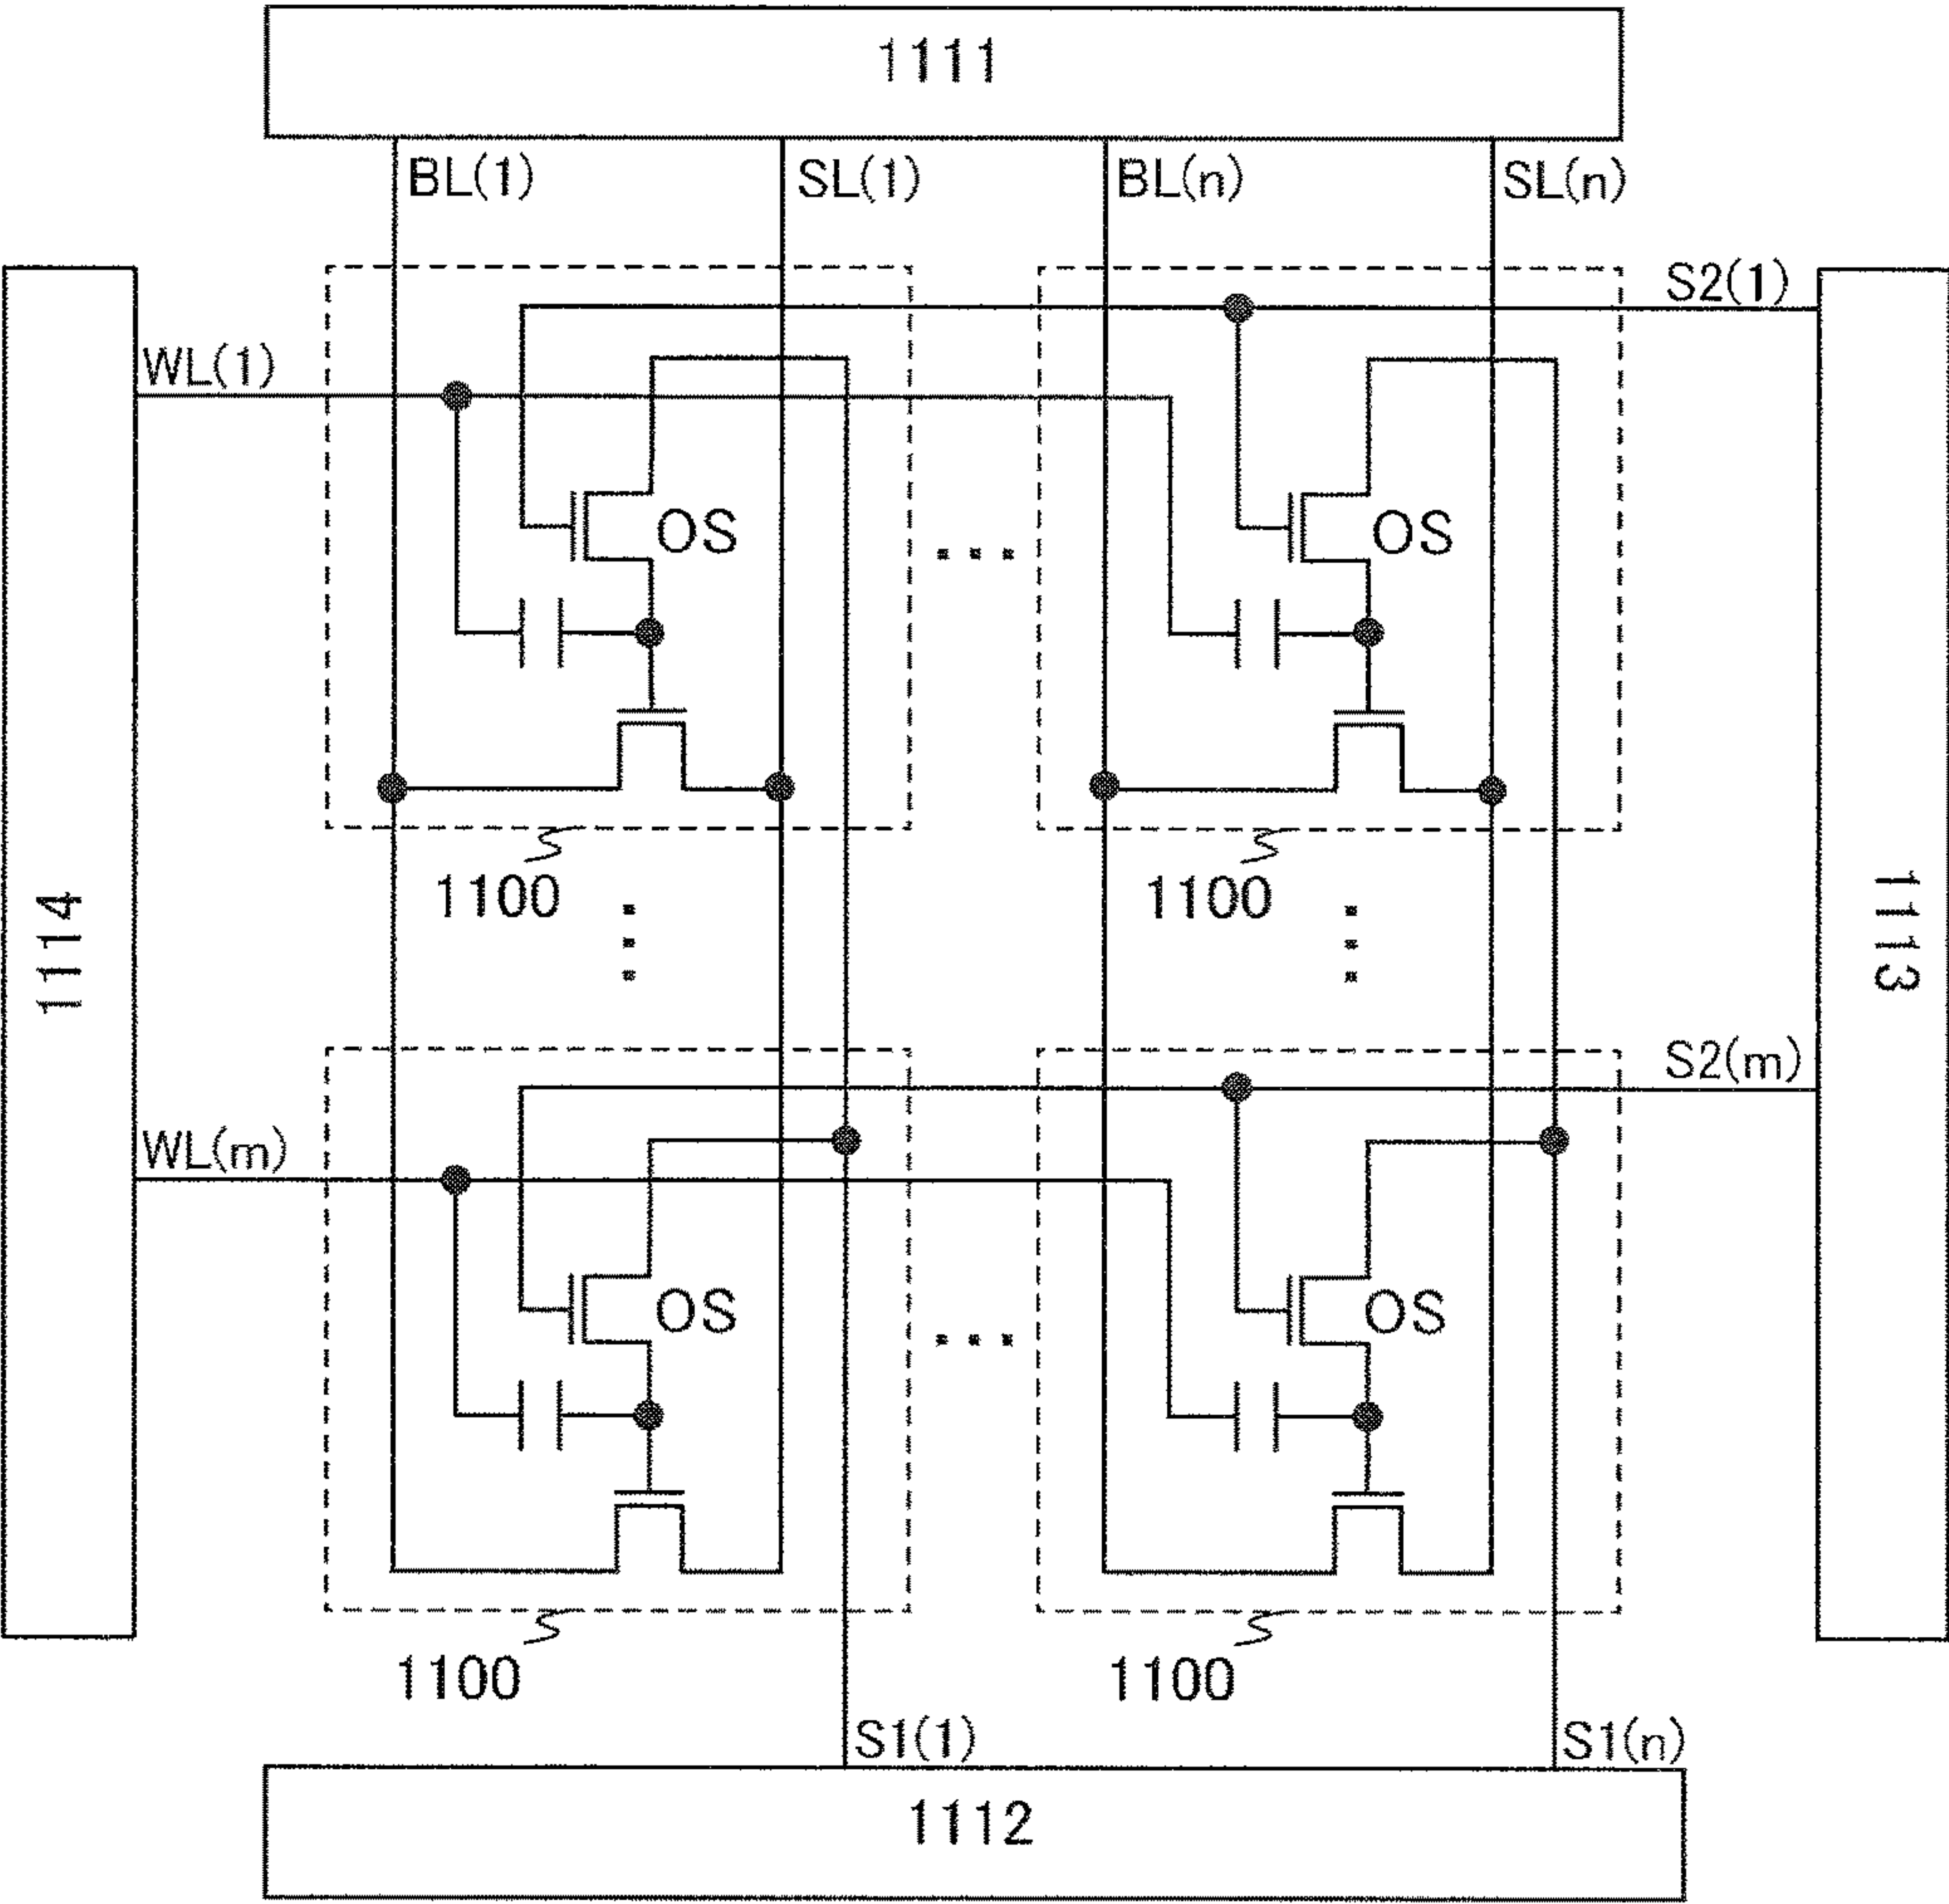 1111
BL(1)
SL(1)
BL(n)
SL(n)
S2(1)
WL(1)
OS
OS
1100
1100
1114
1113
S2(m)
WL(m)
OS
OS
1100
1100
S1(1)
S1(n)
1112